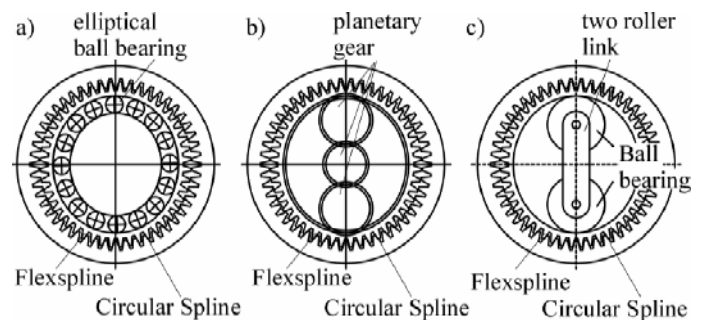 a)
elliptical
ball bearing
Flexspline
Circular Spline
b)
planetary
gear
Flexspline
Circular Spline
c)
two roller
link
Ball
bearing
Flexspline
Circular Spline